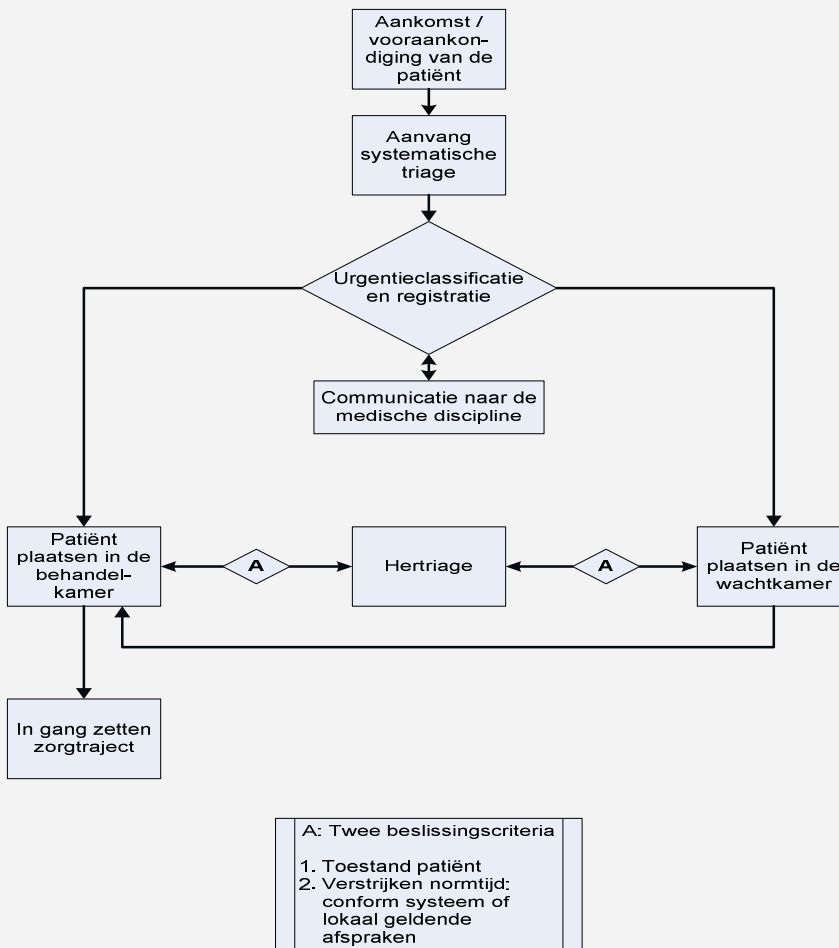 Aankomst /
vooraankon-
diging van de
patiënt
Aanvang
systematische
triage
Urgentieclassificatie
en registratie
Communicatie naar de
medische discipline
Patiënt
plaatsen in de
behandel-
kamer
A
Hertriage
A
Patiënt
plaatsen in de
wachtkamer
In gang zetten
zorgtraject
A: Twee beslissingscriteria
1. Toestand patiënt
2. Verstrijken normtijd:
conform systeem of
lokaal geldende
afspraken